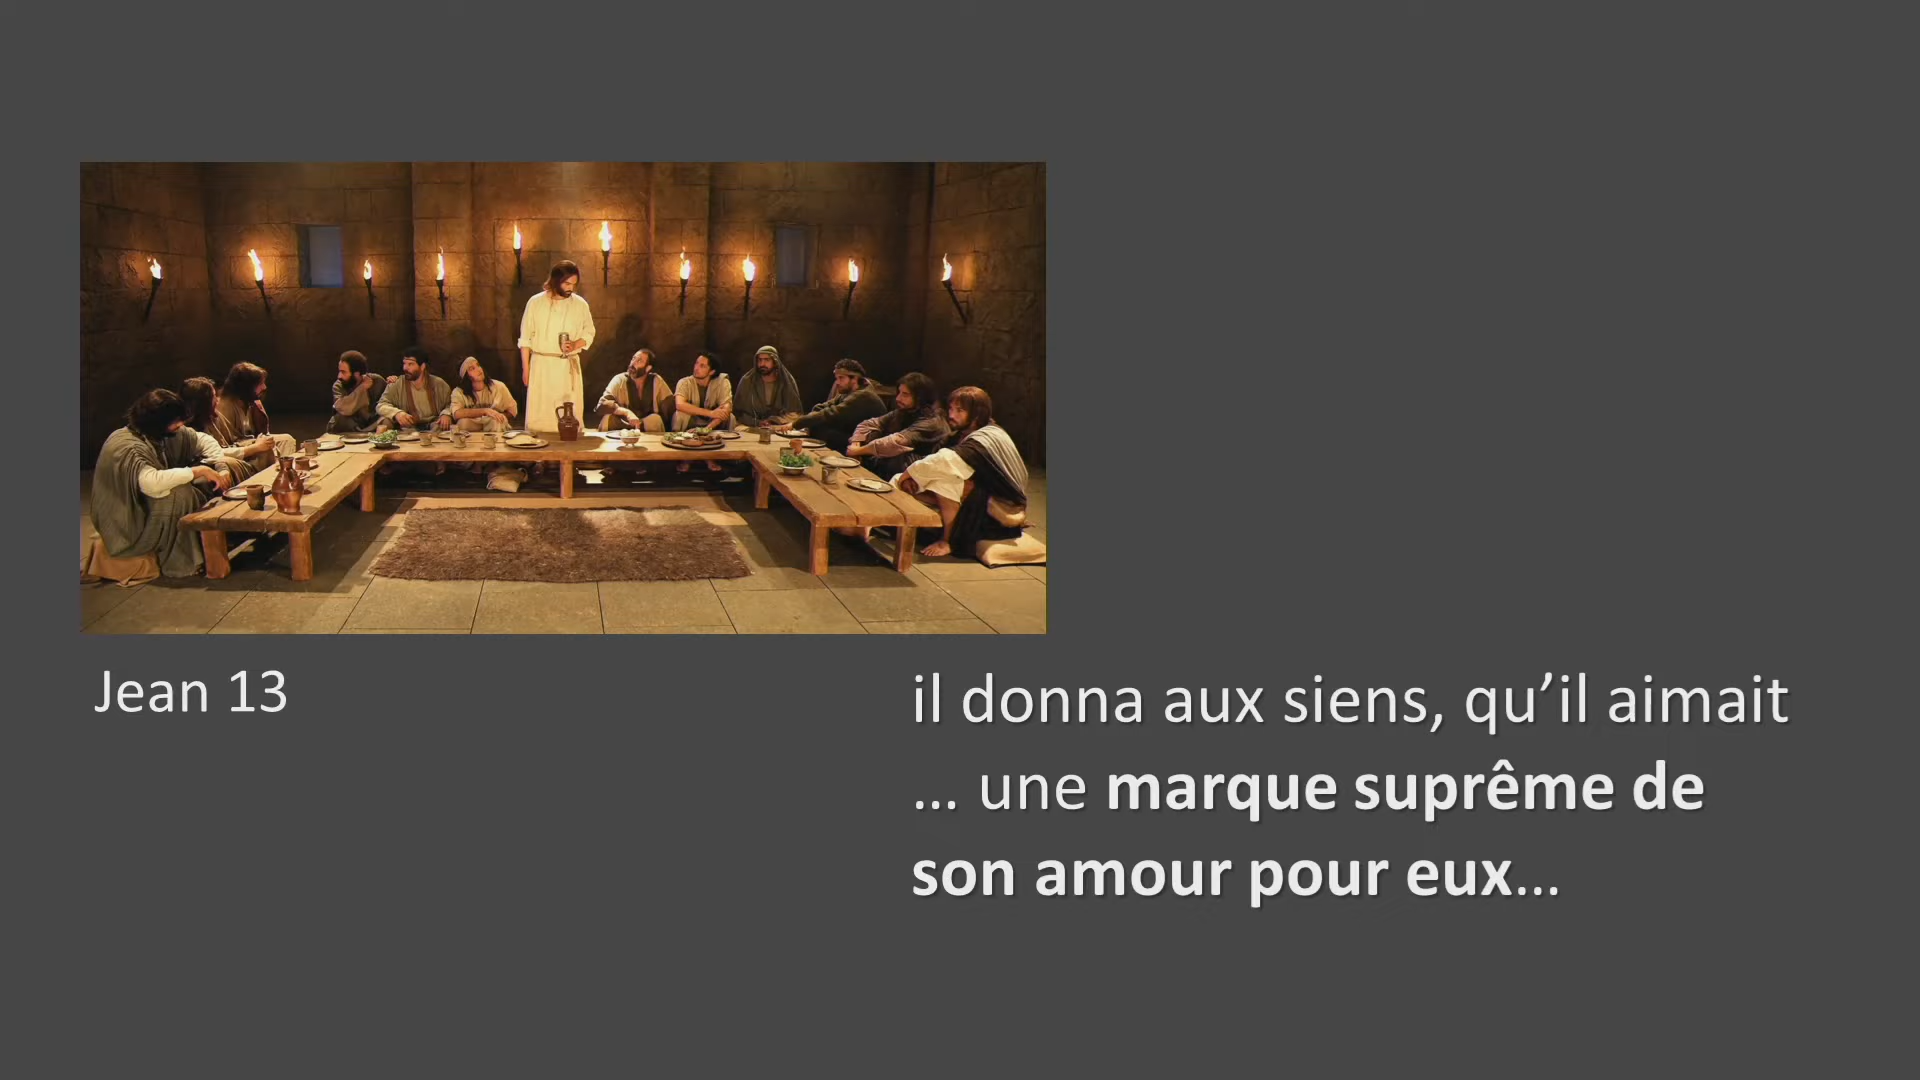 Jean 13
il donna aux siens, qu’il aimait
… une marque suprême de
son amour pour eux…